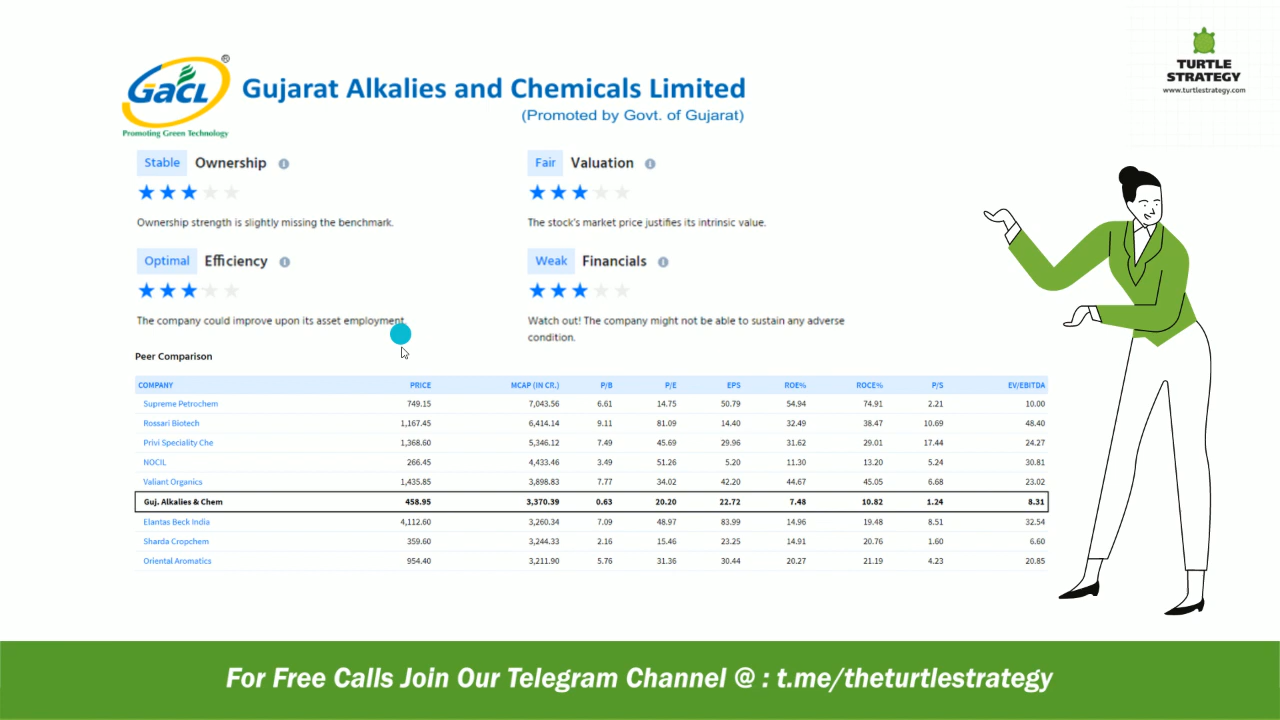 GACL
®
Promoting Green Technology
Gujarat Alkalies and Chemicals Limited
(Promoted by Govt. of Gujarat)
TURTLE
STRATEGY
www.turtlestrategy.com
Stable Ownership
Ownership strength is slightly missing the benchmark.
Fair Valuation
The stock's market price justifies its intrinsic value.
Optimal Efficiency
The company could improve upon its asset employment.
Weak Financials
Watch out! The company might not be able to sustain any adverse
condition.
Peer Comparison
COMPANY PRICE MCAP (IN CR.) P/B P/E EPS ROE% ROCE% P/S EV/EBITDA
Supreme Petrochem 749.15 7,043.56 6.61 14.75 50.79 54.94 74.91 2.21 10.00
Rossari Biotech 1,167.45 6,414.14 9.11 81.09 14.40 32.49 38.47 10.69 48.40
Privi Speciality Che 1,368.60 5,346.12 7.49 45.69 29.96 31.62 29.01 17.44 24.27
NOCIL 266.45 4,433.46 3.49 51.26 5.20 11.30 13.20 5.24 30.81
Valiant Organics 1,435.85 3,898.83 7.77 34.02 42.20 44.67 45.05 6.68 23.02
Guj. Alkalies & Chem 458.95 3,370.39 0.63 20.20 22.72 7.48 10.82 1.24 8.31
Elantas Beck India 4,112.60 3,260.34 7.09 48.97 83.99 14.96 19.48 8.51 32.54
Sharda Cropchem 359.60 3,244.33 2.16 15.46 23.25 14.91 20.76 1.60 6.60
Oriental Aromatics 954.40 3,211.90 5.76 31.36 30.44 20.27 21.19 4.23 20.85
For Free Calls Join Our Telegram Channel @ : t.me/theturtlestrategy